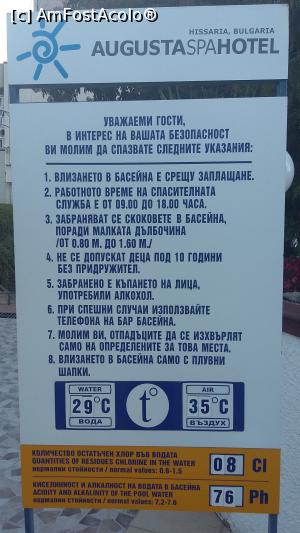 [c] AmFostAcolo®
HISSARIA, BULGARIA
AUGUSTASPAHOTEL
УВАЖАЕМИ ГОСТИ,
В ИНТЕРЕС НА ВАШАТА БЕЗОПАСНОСТ
ВИ МОЛИМ ДА СПАЗВАТЕ СЛЕДНИТЕ УКАЗАНИЯ:
1. ВЛИЗАНЕТО В БАСЕЙНА Е СРЕЩУ ЗАПЛАЩАНЕ.
2. РАБОТНОТО ВРЕМЕ НА СПАСИТЕЛНАТА
СЛУЖБА Е ОТ 09.00 ДО 18.00 ЧАСА.
3. ЗАБРАНЯВАТ СЕ СКОКОВЕТЕ В БАСЕЙНА,
ПОРАДИ МАЛКАТА ДЪЛБОЧИНА
/ОТ 0.80 М. ДО 1.60 М./
4. НЕ СЕ ДОПУСКАТ ДЕЦА ПОД 10 ГОДИНИ
БЕЗ ПРИДРУЖИТЕЛ.
5. ЗАБРАНЕНО Е КЪПАНЕТО НА ЛИЦА,
УПОТРЕБИЛИ АЛКОХОЛ.
6. ПРИ СПЕШНИ СЛУЧАИ ИЗПОЛЗВАЙТЕ
ТЕЛЕФОНА НА БАР БАСЕЙНА.
7. МОЛИМ ВИ, ОТПАДЪЦИТЕ ДА СЕ ИЗХВЪРЛЯТ
САМО НА ОПРЕДЕЛЕНИТЕ ЗА ТОВА МЕСТА.
8. ВЛИЗАНЕТО В БАСЕЙНА САМО С ПЛУВНИ
ШАПКИ.
WATER
29°C
ВОДА
t°
AIR
35°C
ВЪЗДУХ
КОЛИЧЕСТВО ОСТАТЪЧЕН ХЛОР ВЪВ ВОДАТА
QUANTITIES OF RESIDUES CHLORINE IN THE WATER
нормални стойности / normal values: 0.6-1.5
08 Cl
КИСЕЛИННОСТ И АЛКАЛНОСТ НА ВОДАТА В БАСЕЙНА
ACIDITY AND ALKALINITY OF THE POOL WATER
нормални стойности / normal values: 7.2-7.6
76 Ph